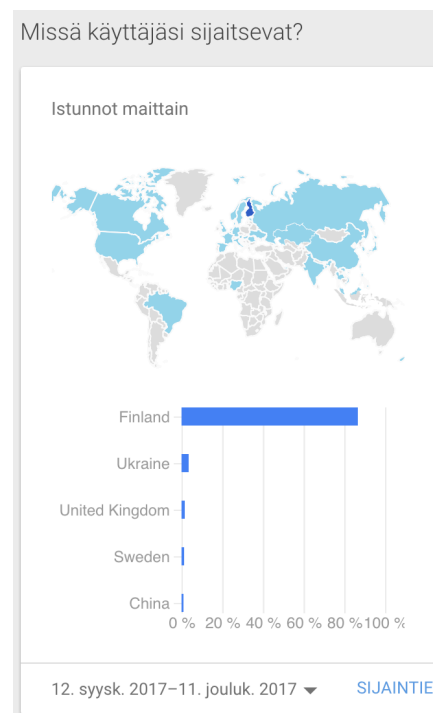 Missä käyttäjäsi sijaitsevat?
Istunnot maittain
Finland
Ukraine
United Kingdom
Sweden
China
0 % 20 % 40 % 60 % 80 % 100 %
12. syysk. 2017–11. jouluk. 2017
SIJAINTIE